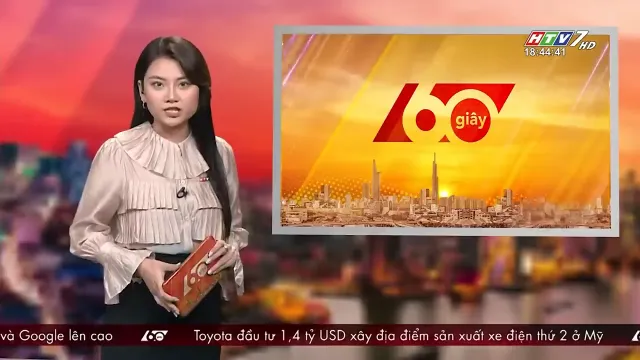 HTV7 HD
18:44:41
60 giây
và Google lên cao 60 Toyota đầu tư 1,4 tỷ USD xây địa điểm sản xuất xe điện thứ 2 ở Mỹ